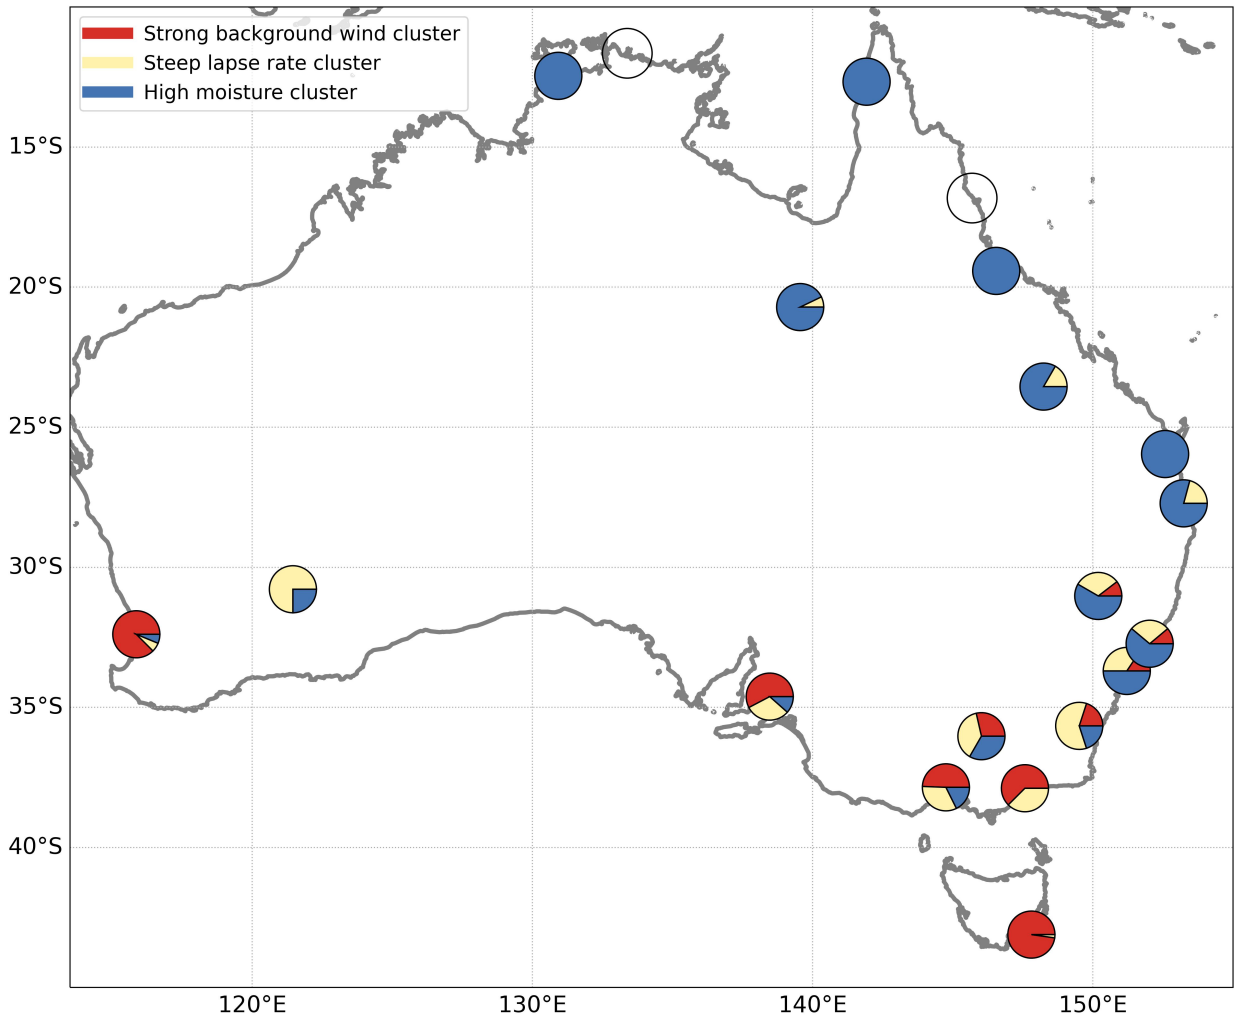 Strong background wind cluster
Steep lapse rate cluster
High moisture cluster
15°S
20°S
25°S
30°S
35°S
40°S
120°E
130°E
140°E
150°E